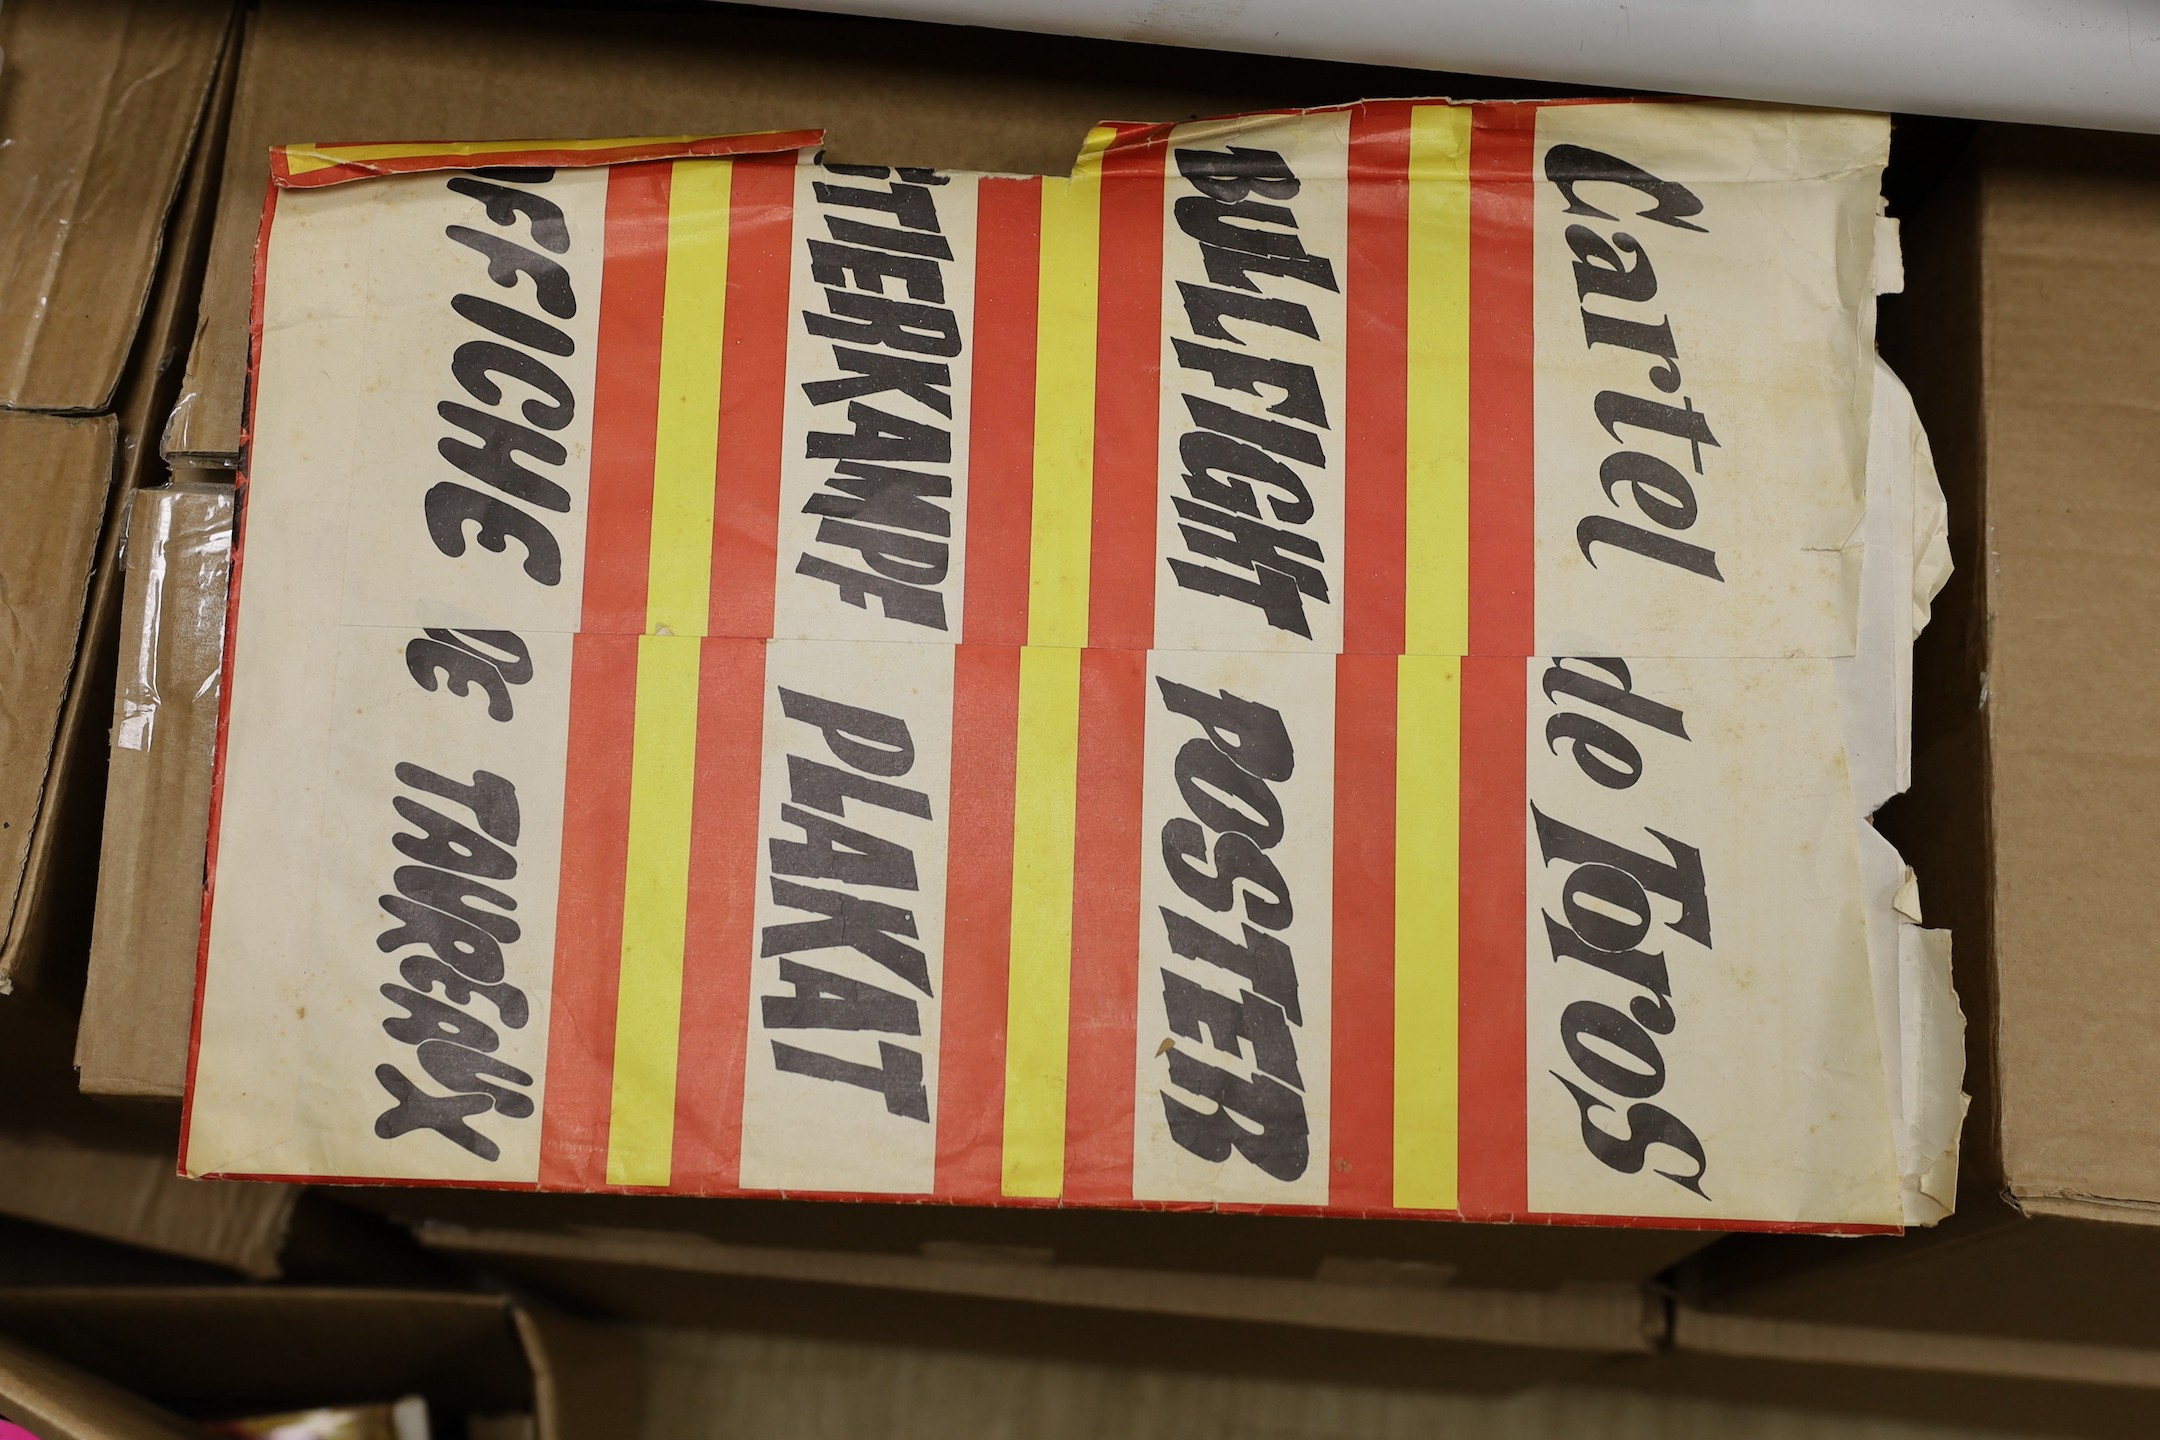 Cartel de Toros
BULLFIGHT POSTER
STIERKAMPF PLAKAT
AFFICHE DE TAUREAUX